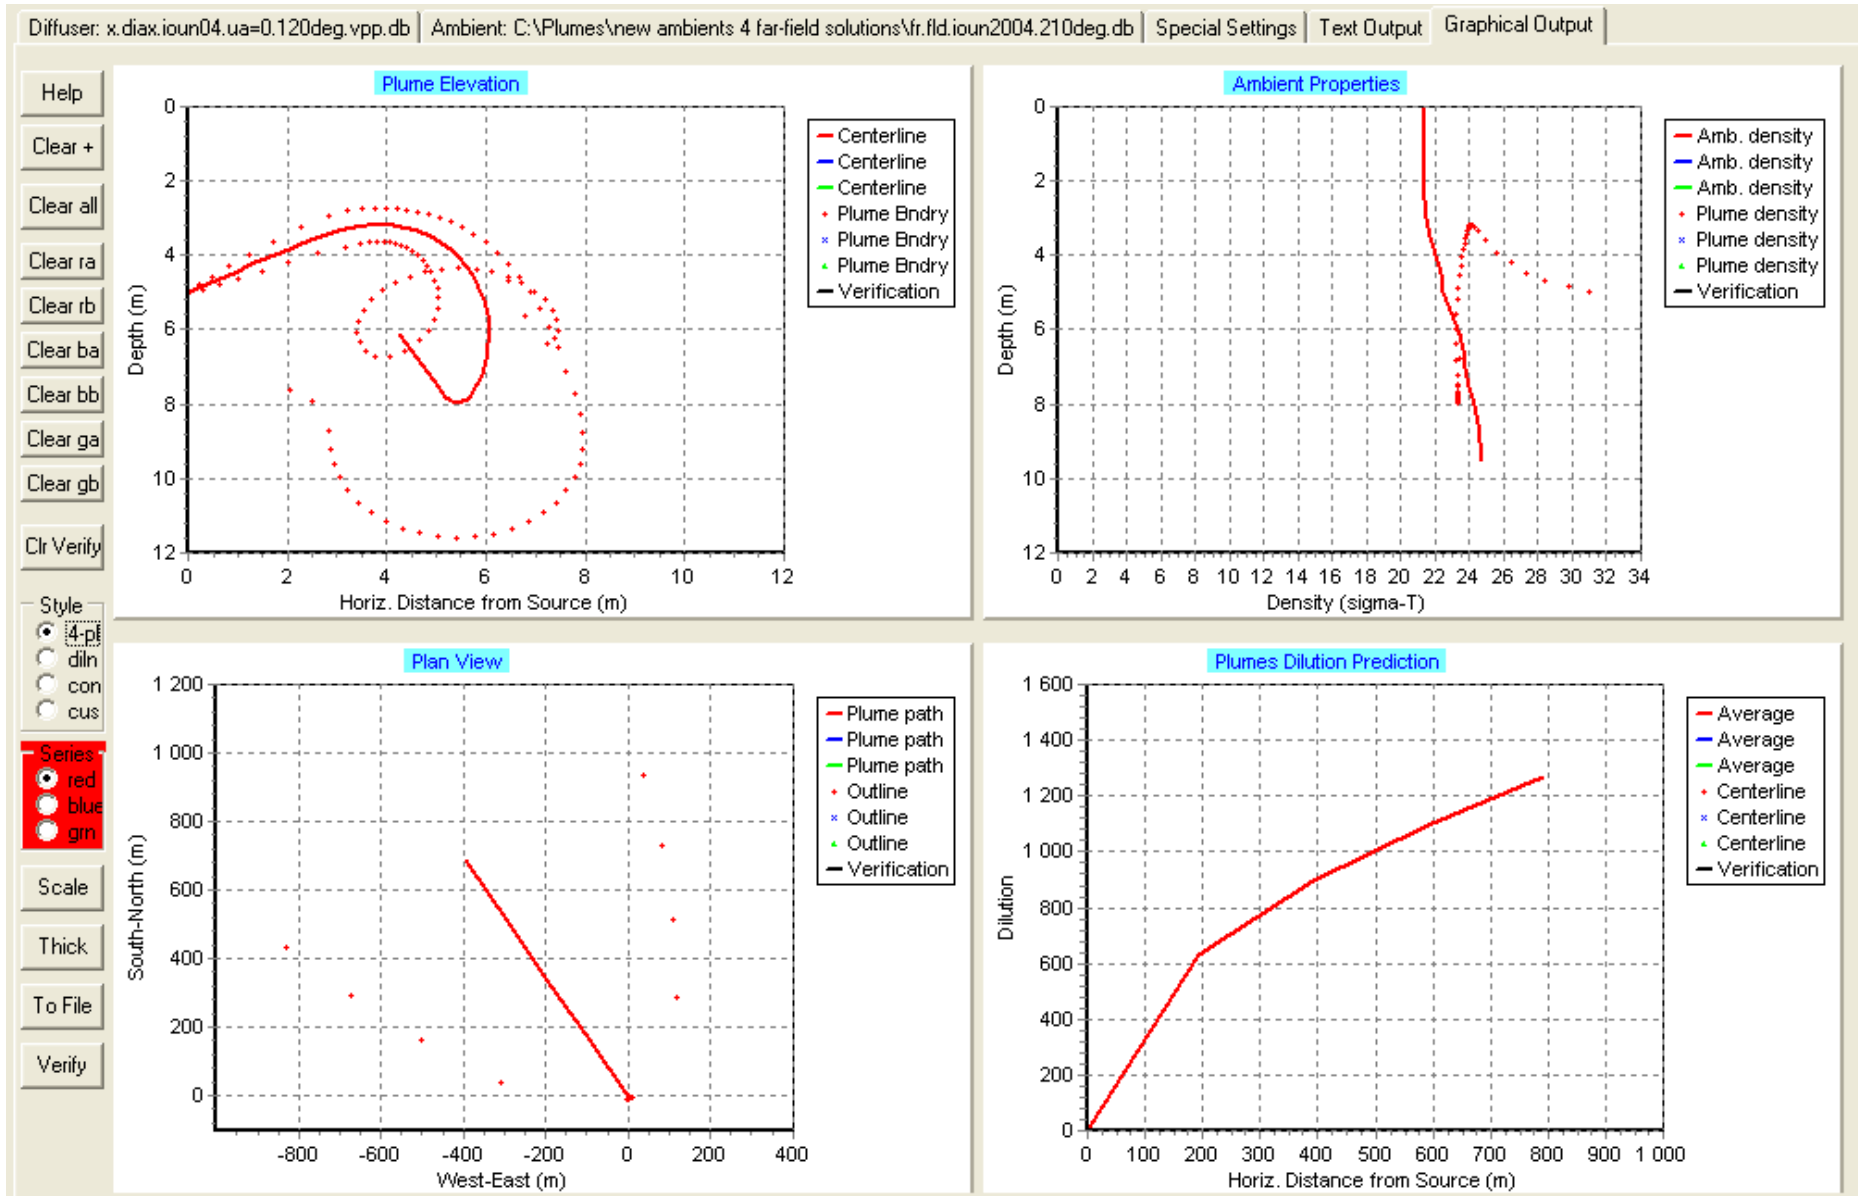 Diffuser: x.diax.ioun04.ua=0.120deg.vpp.db
Ambient: C:\Plumes\new ambients 4 far-field solutions\fr.fld.ioun2004.210deg.db
Special Settings
Text Output
Graphical Output
Help
Clear +
Clear all
Clear ra
Clear rb
Clear ba
Clear bb
Clear ga
Clear gb
Clr Verify
Style
4-pl
diln
con
cus
Series
red
blue
grn
Scale
Thick
To File
Verify
Plume Elevation
0
2
4
6
8
10
12
Depth (m)
0 2 4 6 8 10 12
Horiz. Distance from Source (m)
Centerline
Centerline
Centerline
Plume Bndry
Plume Bndry
Plume Bndry
Verification
Ambient Properties
0
2
4
6
8
10
12
Depth (m)
0 2 4 6 8 10 12 14 16 18 20 22 24 26 28 30 32 34
Density (sigma-T)
Amb. density
Amb. density
Amb. density
Plume density
Plume density
Plume density
Verification
Plan View
1 200
1 000
800
600
400
200
0
South-North (m)
-800 -600 -400 -200 0 200 400
West-East (m)
Plume path
Plume path
Plume path
Outline
Outline
Outline
Verification
Plumes Dilution Prediction
1 600
1 400
1 200
1 000
800
600
400
200
0
Dilution
0 100 200 300 400 500 600 700 800 900 1 000
Horiz. Distance from Source (m)
Average
Average
Average
Centerline
Centerline
Centerline
Verification